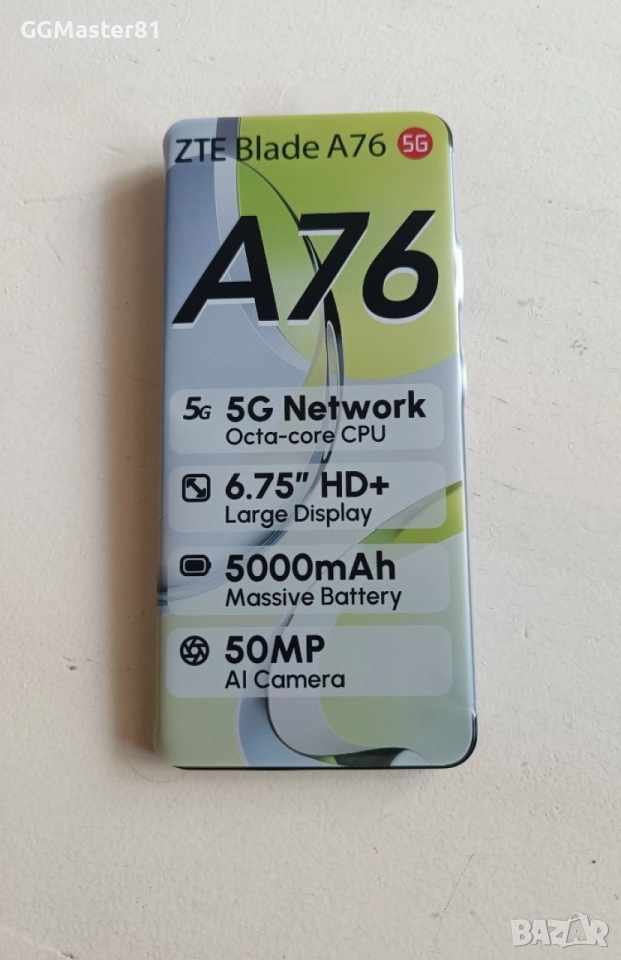 GGMaster81
ZTE Blade A76 5G
A76
5G 5G Network
Octa-core CPU
6.75" HD+
Large Display
5000mAh
Massive Battery
50MP
AI Camera
BAZAR